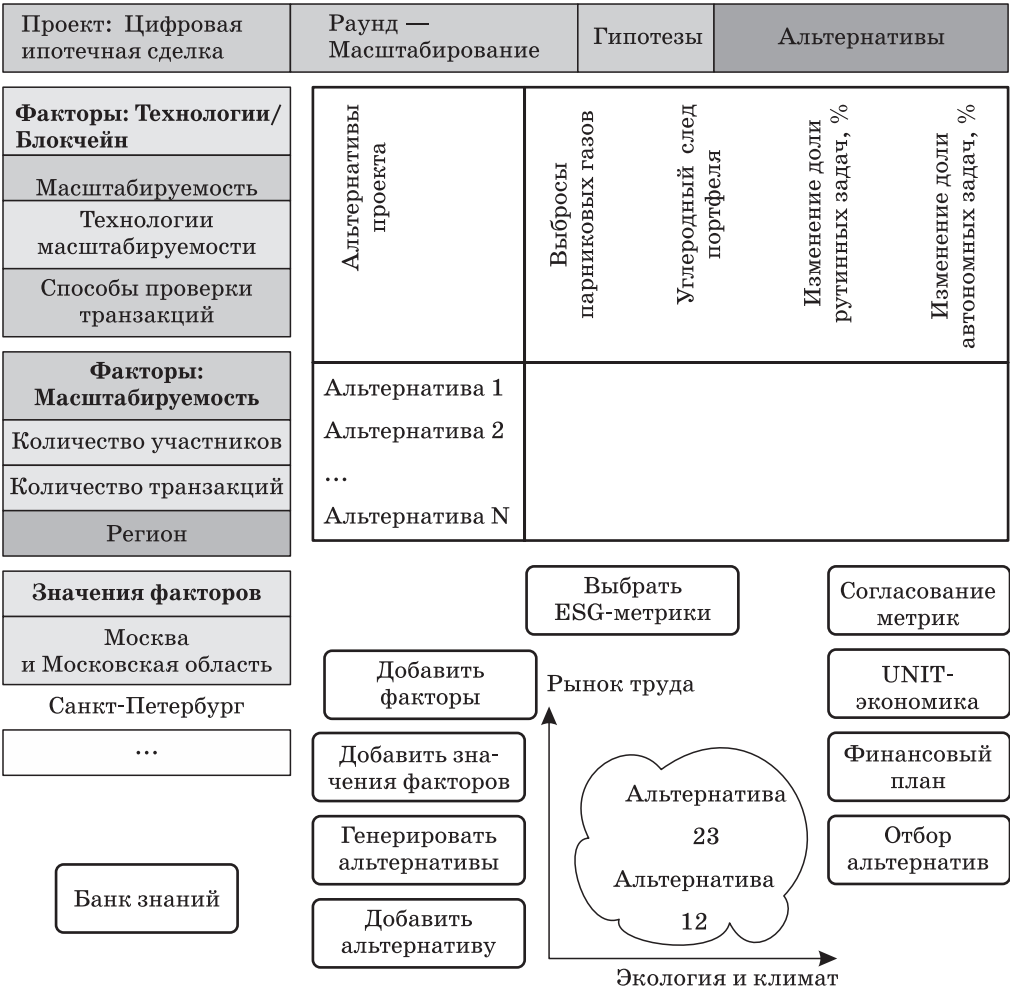 Проект: Цифровая
ипотечная сделка
Раунд —
Масштабирование
Гипотезы
Альтернативы
Факторы: Технологии/
Блокчейн
Масштабируемость
Технологии
масштабируемости
Способы проверки
транзакций
Факторы:
Масштабируемость
Количество участников
Количество транзакций
Регион
Значения факторов
Москва
и Московская область
Санкт-Петербург
...
Банк знаний
Альтернативы
проекта
Выбросы
парниковых газов
Углеродный след
портфеля
Изменение доли
рутинных задач, %
Изменение доли
автономных задач, %
Альтернатива 1
Альтернатива 2
...
Альтернатива N
Выбрать
ESG-метрики
Добавить
факторы
Добавить зна-
чения факторов
Генерировать
альтернативы
Добавить
альтернативу
Рынок труда
Альтернатива
23
Альтернатива
12
Экология и климат
Согласование
метрик
UNIT-
экономика
Финансовый
план
Отбор
альтернатив